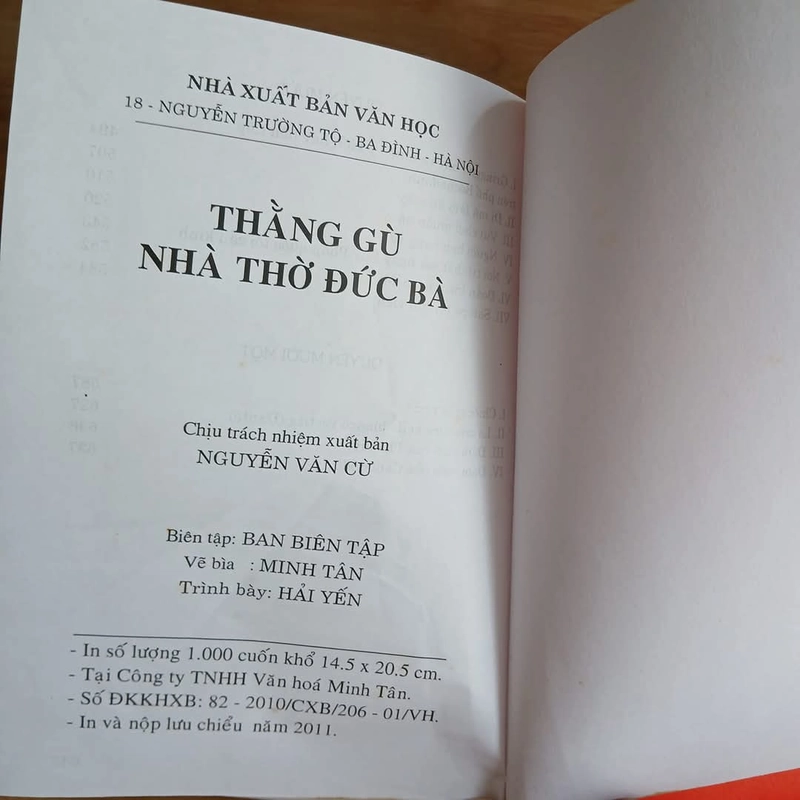 NHÀ XUẤT BẢN VĂN HỌC
18 - NGUYỄN TRƯỜNG TỘ - BA ĐÌNH - HÀ NỘI
THẰNG GÙ
NHÀ THỜ ĐỨC BÀ
Chịu trách nhiệm xuất bản
NGUYỄN VĂN CỪ
Biên tập: BAN BIÊN TẬP
Vẽ bìa : MINH TÂN
Trình bày: HẢI YẾN
- In số lượng 1.000 cuốn khổ 14.5 x 20.5 cm.
- Tại Công ty TNHH Văn hoá Minh Tân.
- Số ĐKKHXB: 82 - 2010/CXB/206 - 01/VH.
- In và nộp lưu chiểu năm 2011.